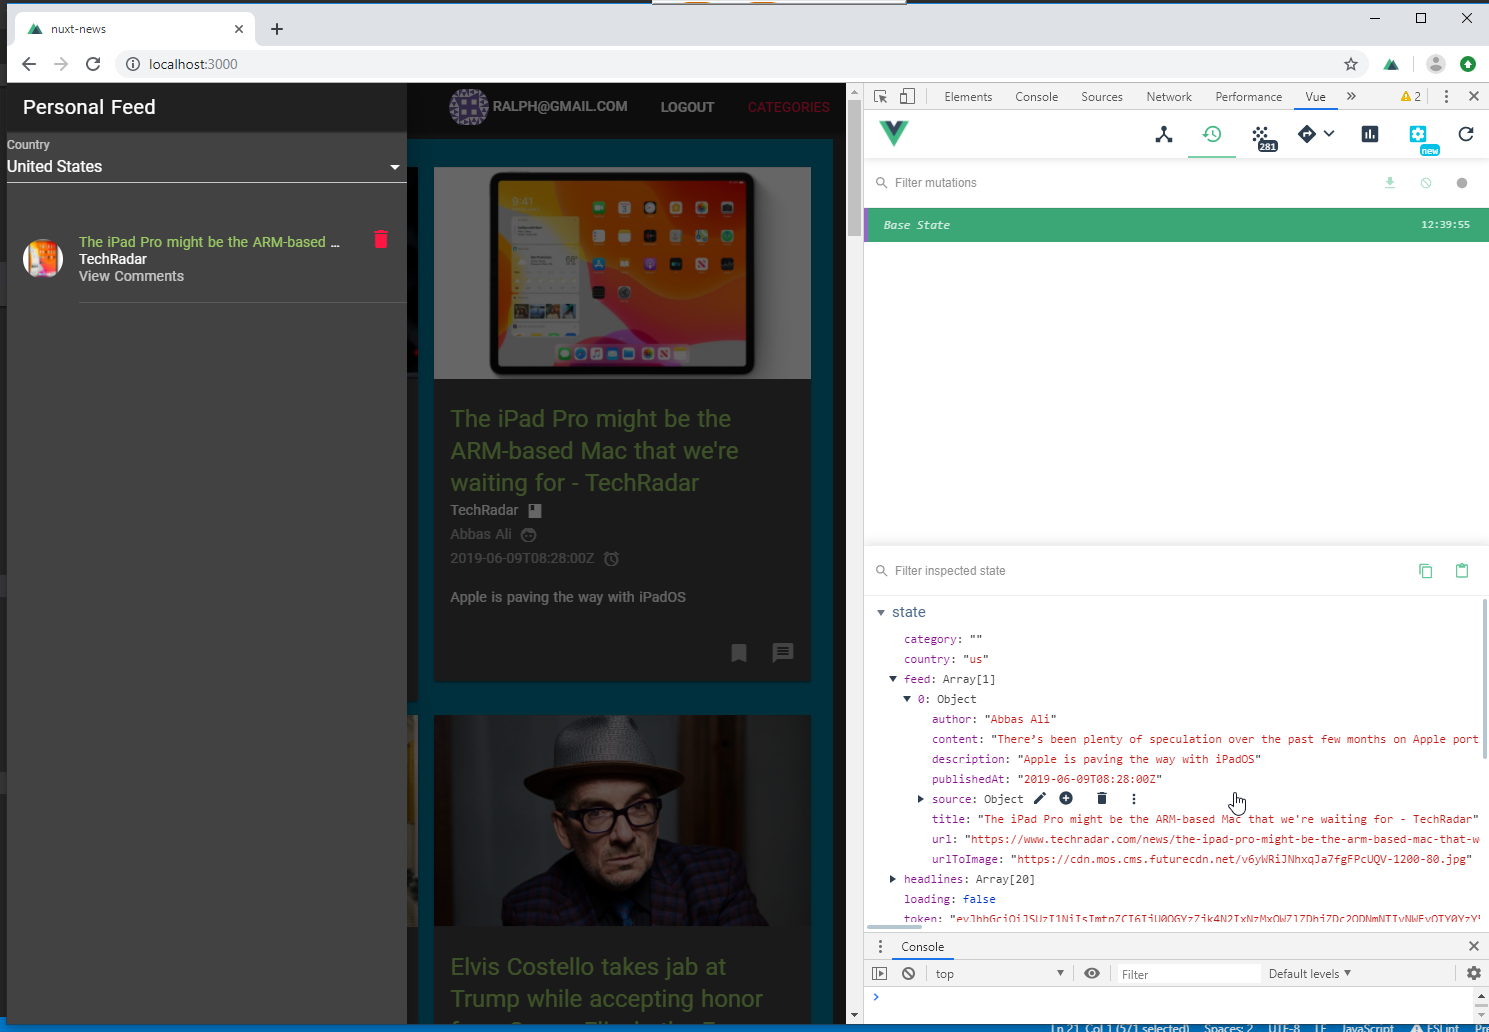 nuxt-news
localhost:3000
Personal Feed
Country
United States
The iPad Pro might be the ARM-based ...
TechRadar
View Comments
RALPH@GMAIL.COM LOGOUT CATEGORIES
9:41
The iPad Pro might be the
ARM-based Mac that we're
waiting for - TechRadar
TechRadar
Abbas Ali
2019-06-09T08:28:00Z
Apple is paving the way with iPadOS
Elvis Costello takes jab at
Trump while accepting honor
Elements Console Sources Network Performance Vue » 2
281
new
Filter mutations
Base State 12:39:55
Filter inspected state
state
category: ""
country: "us"
feed: Array[1]
0: Object
author: "Abbas Ali"
content: "There's been plenty of speculation over the past few months on Apple port
description: "Apple is paving the way with iPadOS"
publishedAt: "2019-06-09T08:28:00Z"
source: Object
title: "The iPad Pro might be the ARM-based Mac that we're waiting for - TechRadar"
url: "https://www.techradar.com/news/the-ipad-pro-might-be-the-arm-based-mac-that-w
urlToImage: "https://cdn.mos.cms.futurecdn.net/v6yWRiJNhxqJa7fgFPcUQV-1200-80.jpg"
headlines: Array[20]
loading: false
token:
Console
top Filter Default levels
Ln 21, Col 1 (571 selected) Spaces: 2 UTF-8 LF JavaScript ESLint